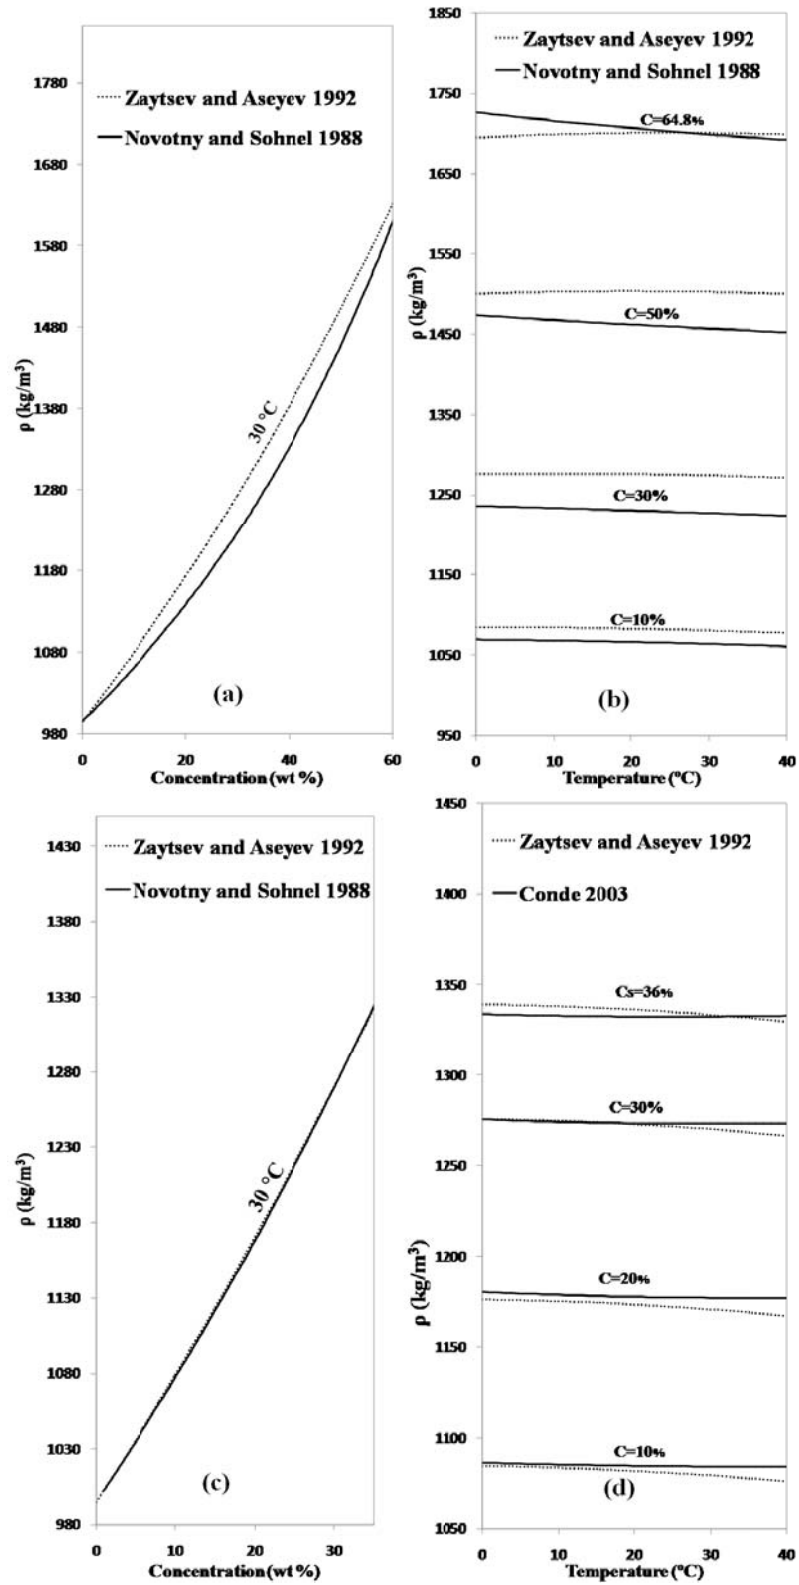 1780
1680
1580
1480
1380
1280
1180
1080
980
ρ (kg/m³)
Zaytsev and Aseyev 1992
Novotny and Sohnel 1988
30 °C
(a)
0 20 40 60
Concentration (wt %)
1850
1750
1650
1550
1450
1350
1250
1150
1050
950
ρ (kg/m³)
Zaytsev and Aseyev 1992
Novotny and Sohnel 1988
C=64.8%
C=50%
C=30%
C=10%
(b)
0 10 20 30 40
Temperature (ºC)
1430
1380
1330
1280
1230
1180
1130
1080
1030
980
ρ (kg/m³)
Zaytsev and Aseyev 1992
Novotny and Sohnel 1988
30 °C
(c)
0 10 20 30
Concentration (wt %)
1450
1400
1350
1300
1250
1200
1150
1100
1050
ρ (kg/m³)
Zaytsev and Aseyev 1992
Conde 2003
Cs=36%
C=30%
C=20%
C=10%
(d)
0 10 20 30 40
Temperature (ºC)